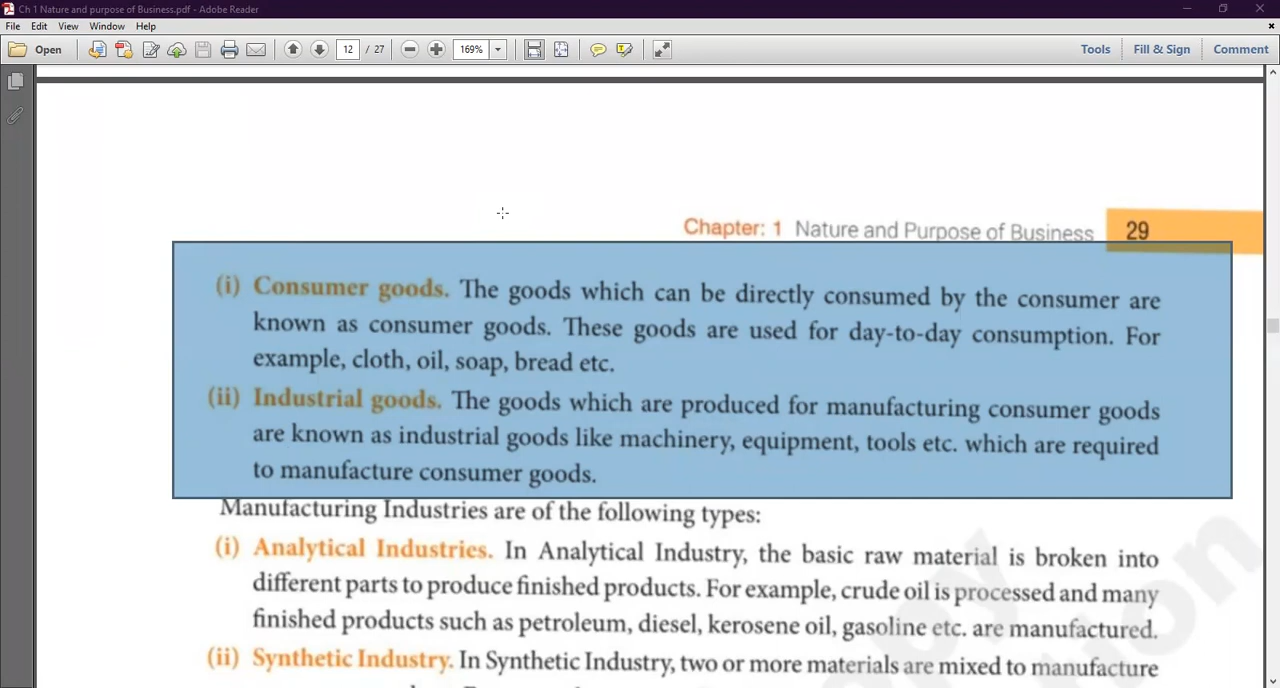 Ch 1 Nature and purpose of Business.pdf - Adobe Reader
File Edit View Window Help
Open 12 / 27 169% Tools Fill & Sign Comment
Chapter: 1 Nature and Purpose of Business 29
(i) Consumer goods. The goods which can be directly consumed by the consumer are
known as consumer goods. These goods are used for day-to-day consumption. For
example, cloth, oil, soap, bread etc.
(ii) Industrial goods. The goods which are produced for manufacturing consumer goods
are known as industrial goods like machinery, equipment, tools etc. which are required
to manufacture consumer goods.
Manufacturing Industries are of the following types:
(i) Analytical Industries. In Analytical Industry, the basic raw material is broken into
different parts to produce finished products. For example, crude oil is processed and many
finished products such as petroleum, diesel, kerosene oil, gasoline etc. are manufactured.
(ii) Synthetic Industry. In Synthetic Industry, two or more materials are mixed to manufacture